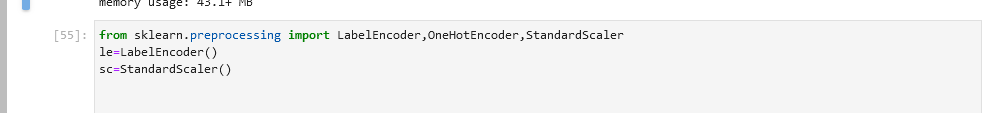 memory usage: 43.1+ MB
[55]: from sklearn.preprocessing import LabelEncoder,OneHotEncoder,StandardScaler
le=LabelEncoder()
sc=StandardScaler()